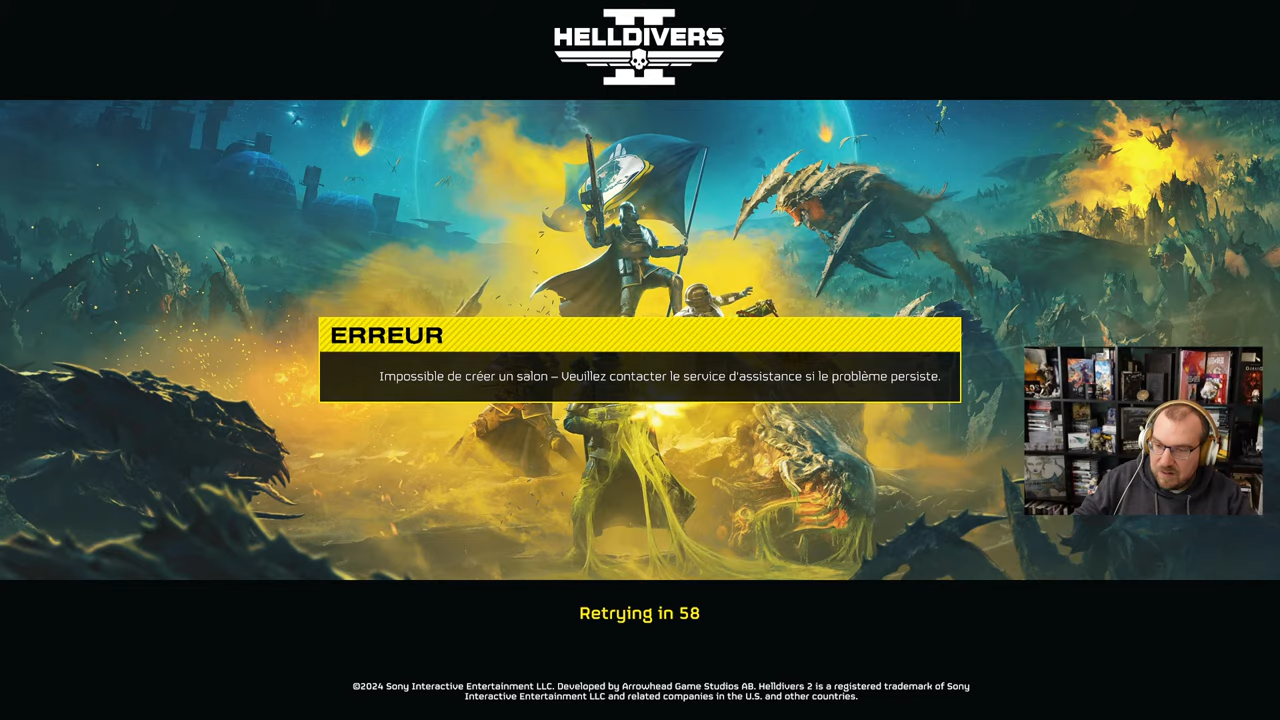 HELLDIVERS
II
ERREUR
Impossible de créer un salon – Veuillez contacter le service d'assistance si le problème persiste.
Retrying in 58
©2024 Sony Interactive Entertainment LLC. Developed by Arrowhead Game Studios AB. Helldivers 2 is a registered trademark of Sony
Interactive Entertainment LLC and related companies in the U.S. and other countries.